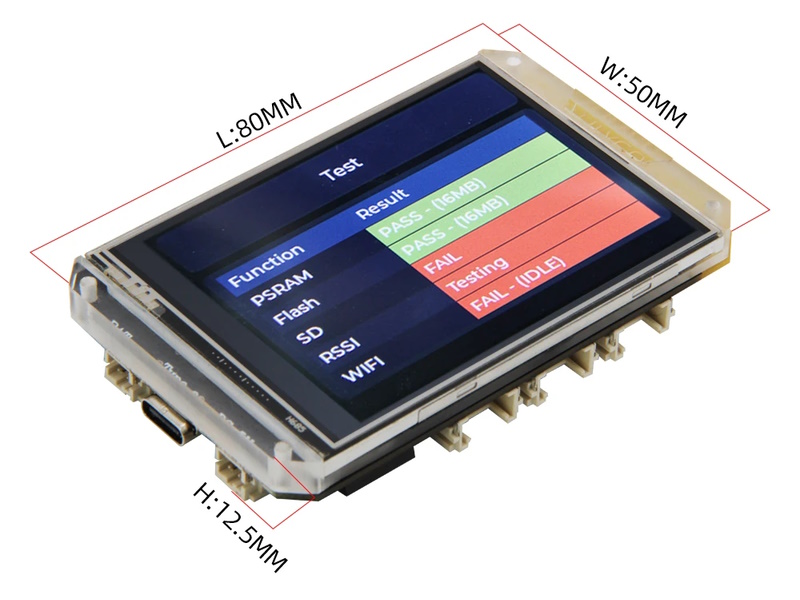 L:80MM
W:50MM
Test
Function Result
PSRAM PASS - (16MB)
Flash PASS - (16MB)
SD FAIL
RSSI Testing
WIFI FAIL - (IDLE)
H685
H:12.5MM